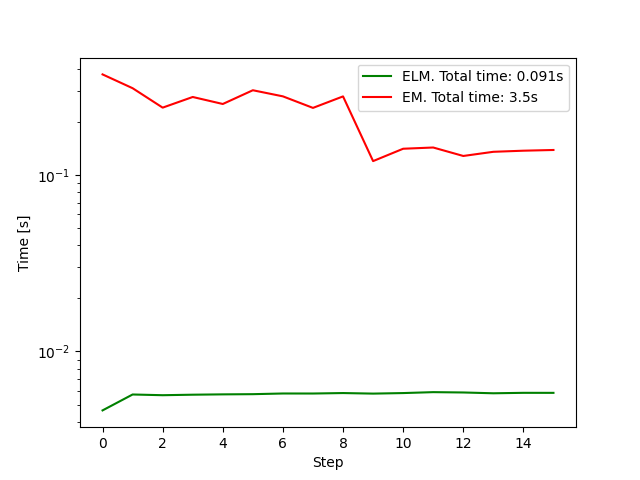 ELM. Total time: 0.091s
EM. Total time: 3.5s
10⁻¹
10⁻²
Time [s]
0 2 4 6 8 10 12 14
Step